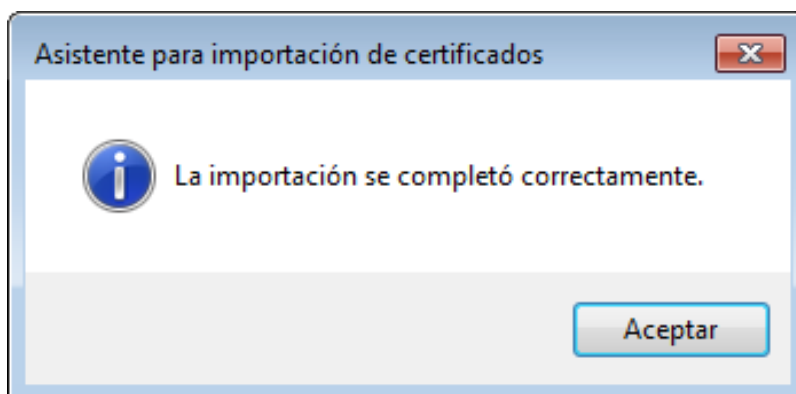 Asistente para importación de certificados
La importación se completó correctamente.
Aceptar